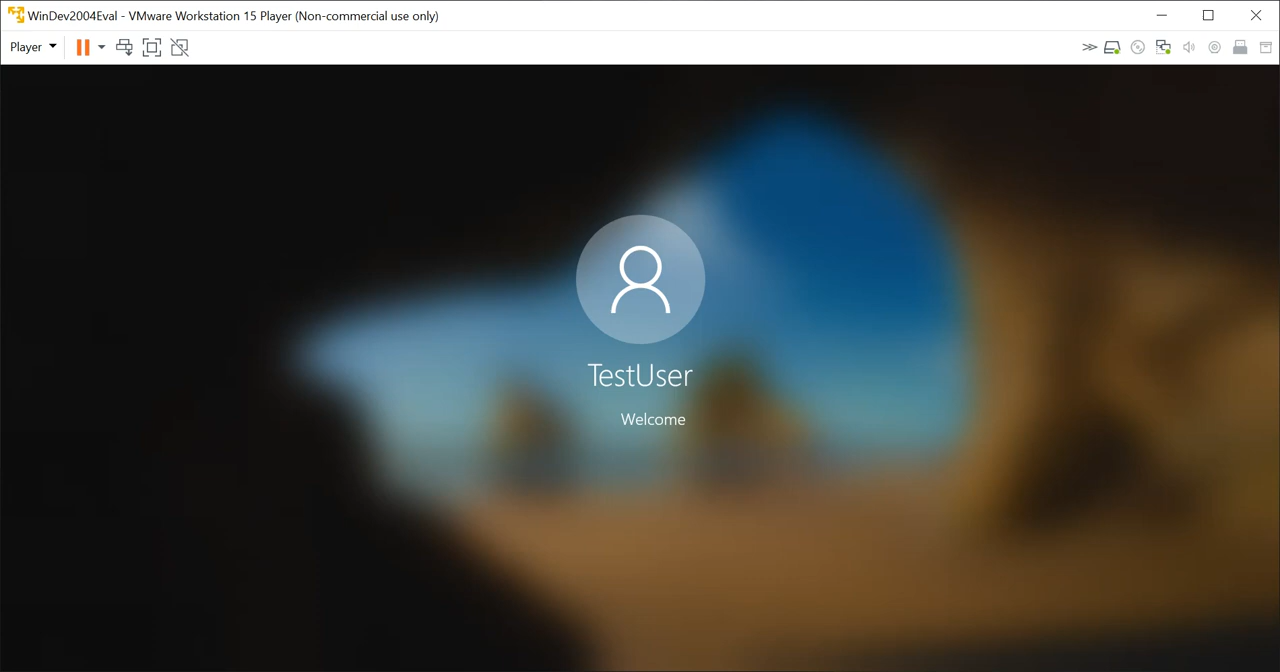 WinDev2004Eval - VMware Workstation 15 Player (Non-commercial use only)
Player
TestUser
Welcome